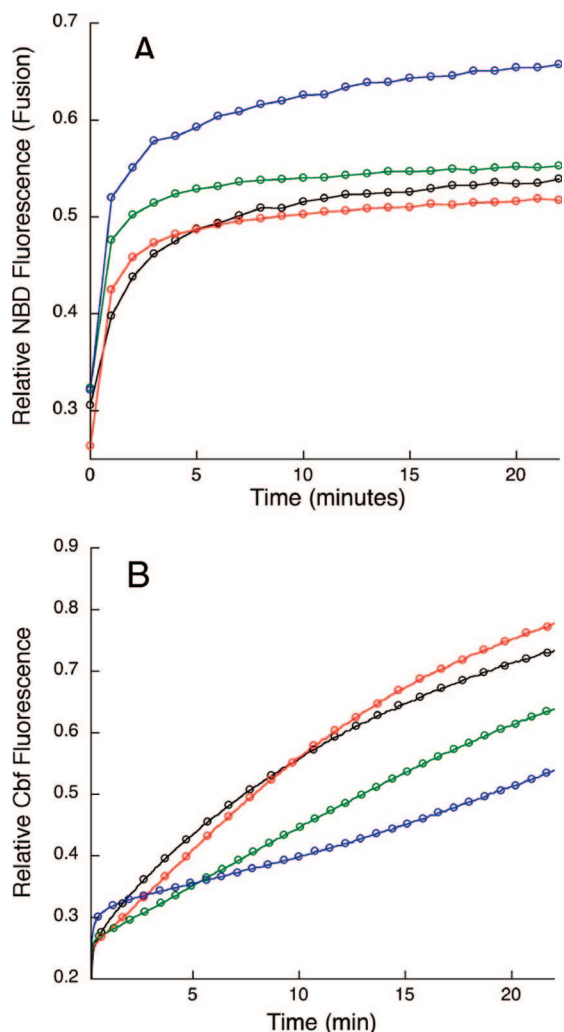 A
Relative NBD Fluorescence (Fusion)
0.7
0.6
0.5
0.4
0.3
0 5 10 15 20
Time (minutes)
B
Relative Cbf Fluorescence
0.9
0.8
0.7
0.6
0.5
0.4
0.3
0.2
5 10 15 20
Time (min)